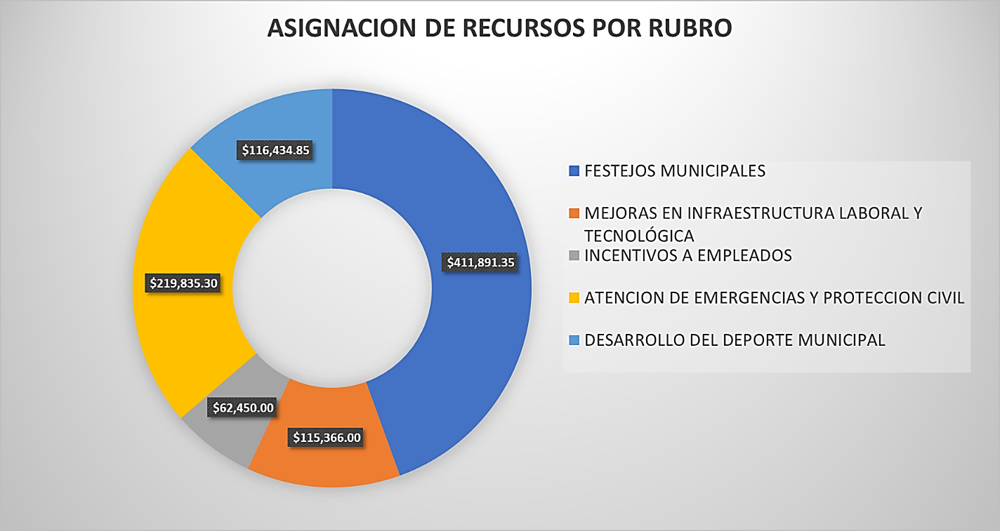 ASIGNACION DE RECURSOS POR RUBRO
$116,434.85
$411,891.35
$219,835.30
$62,450.00
$115,366.00
FESTEJOS MUNICIPALES
MEJORAS EN INFRAESTRUCTURA LABORAL Y
TECNOLÓGICA
INCENTIVOS A EMPLEADOS
ATENCION DE EMERGENCIAS Y PROTECCION CIVIL
DESARROLLO DEL DEPORTE MUNICIPAL